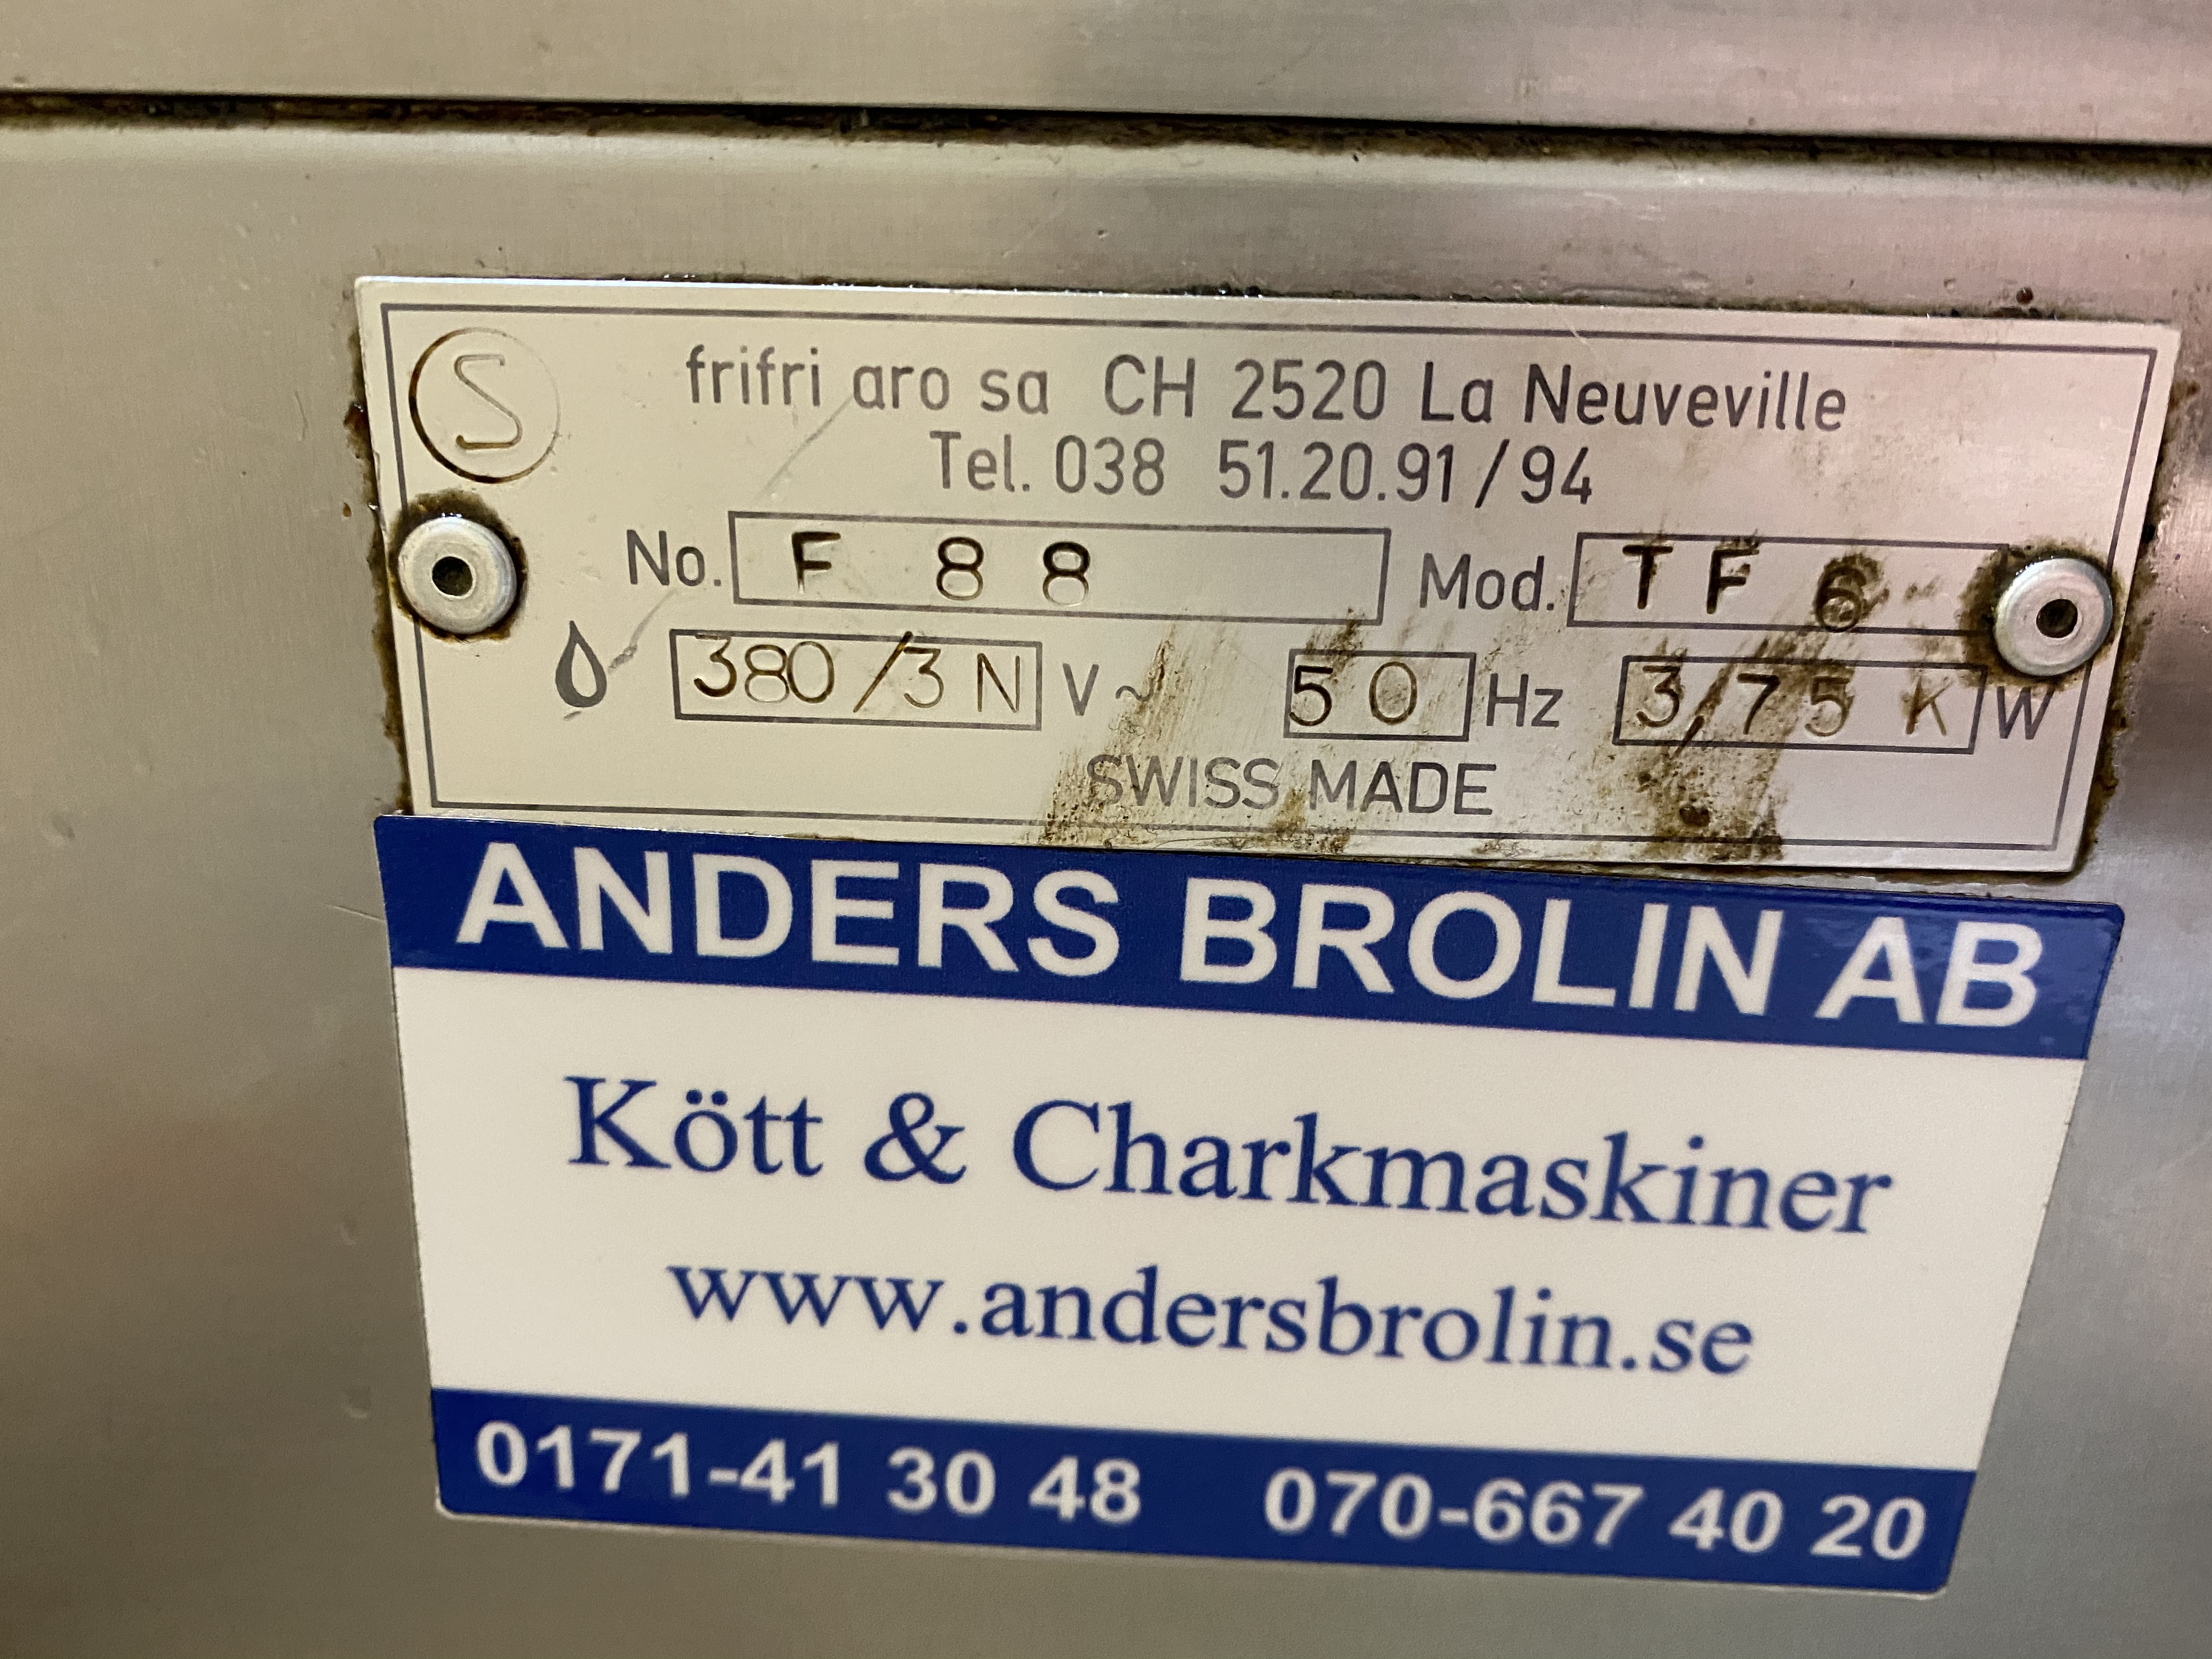 S
frifri aro sa CH 2520 La Neuveville
Tel. 038 51.20.91/94
No. F 88 Mod. TF 6
380/3N V~ 50 Hz 3,75 K W
SWISS MADE
ANDERS BROLIN AB
Kött & Charkmaskiner
www.andersbrolin.se
0171-41 30 48 070-667 40 20